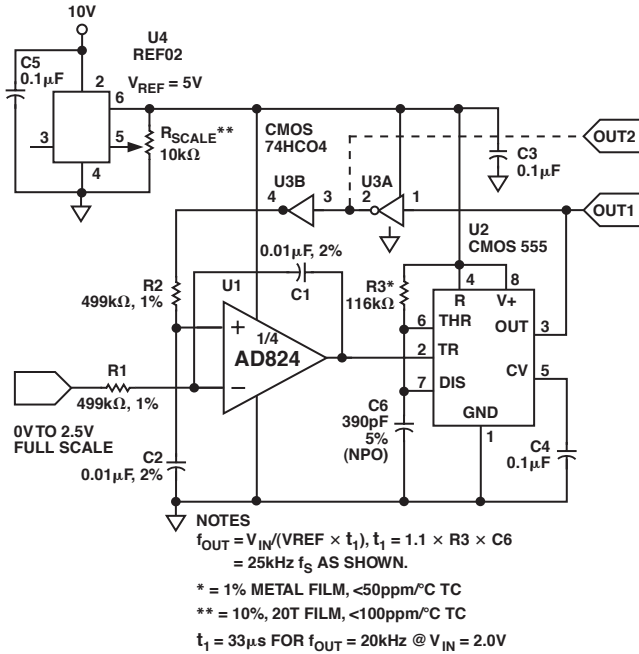 10V
U4
REF02
C5
0.1µF
2
VREF = 5V
6
3
5
RSCALE**
10kΩ
4
CMOS
74HCO4
OUT2
C3
0.1µF
U3B
4
3
U3A
2
1
OUT1
U2
CMOS 555
0.01µF, 2%
C1
R2
499kΩ, 1%
U1
R3*
116kΩ
4
8
R
V+
6
THR
OUT
3
+
1/4
AD824
–
2
TR
CV
5
R1
499kΩ, 1%
7
DIS
0V TO 2.5V
FULL SCALE
C6
390pF
5%
(NPO)
GND
1
C2
0.01µF, 2%
C4
0.1µF
NOTES
fOUT = VIN/(VREF × t1), t1 = 1.1 × R3 × C6
= 25kHz fS AS SHOWN.
* = 1% METAL FILM, <50ppm/°C TC
** = 10%, 20T FILM, <100ppm/°C TC
t1 = 33µs FOR fOUT = 20kHz @ VIN = 2.0V